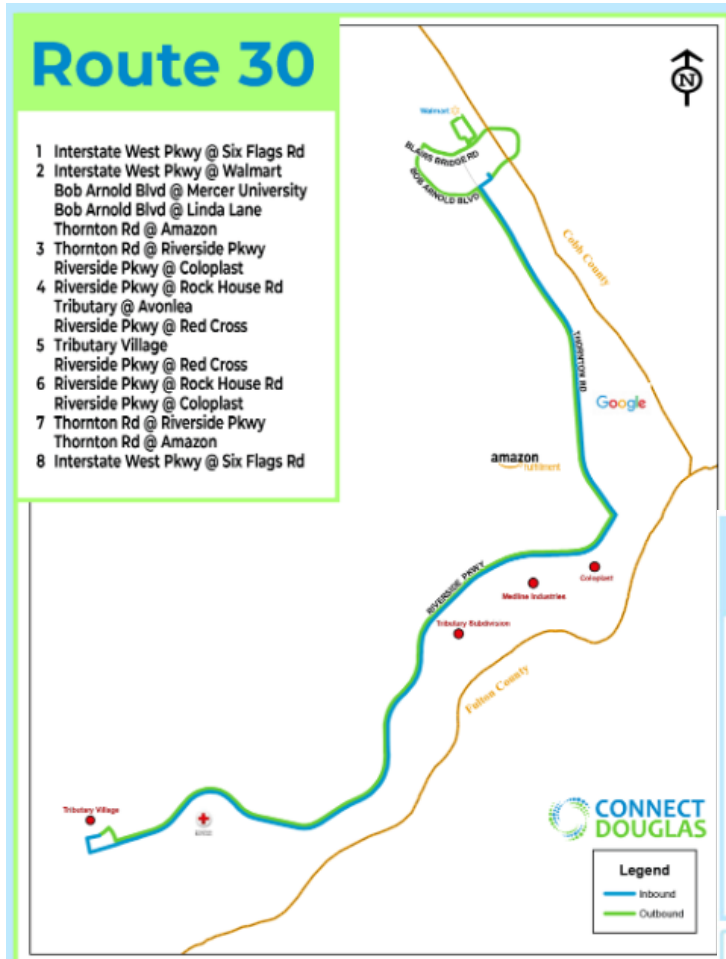 Route 30
1 Interstate West Pkwy @ Six Flags Rd
2 Interstate West Pkwy @ Walmart
Bob Arnold Blvd @ Mercer University
Bob Arnold Blvd @ Linda Lane
Thornton Rd @ Amazon
3 Thornton Rd @ Riverside Pkwy
Riverside Pkwy @ Coloplast
4 Riverside Pkwy @ Rock House Rd
Tributary @ Avonlea
Riverside Pkwy @ Red Cross
5 Tributary Village
Riverside Pkwy @ Red Cross
6 Riverside Pkwy @ Rock House Rd
Riverside Pkwy @ Coloplast
7 Thornton Rd @ Riverside Pkwy
Thornton Rd @ Amazon
8 Interstate West Pkwy @ Six Flags Rd
N
Walmart
BLAIRS BRIDGE RD
BOB ARNOLD BLVD
Cobb County
THORNTON RD
Google
amazon
fulfillment
RIVERSIDE PKWY
Coloplast
Medline Industries
Tributary Subdivision
Fulton County
Tributary Village
CONNECT
DOUGLAS
Legend
Inbound
Outbound